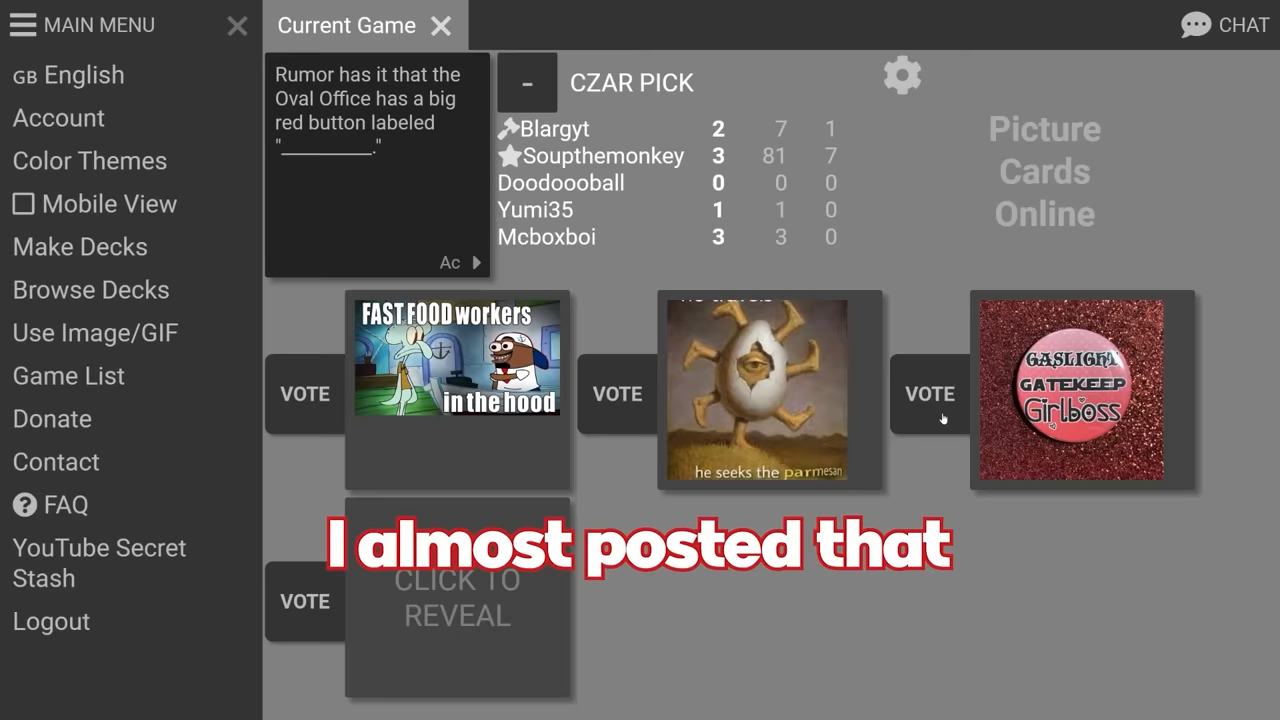 MAIN MENU
Current Game
CHAT
GB English
Account
Color Themes
Mobile View
Make Decks
Browse Decks
Use Image/GIF
Game List
Donate
Contact
FAQ
YouTube Secret
Stash
Logout
Rumor has it that the
Oval Office has a big
red button labeled
"__________."
Ac
-
CZAR PICK
Blargyt 2 7 1
Soupthemonkey 3 81 7
Doodoooball 0 0 0
Yumi35 1 1 0
Mcboxboi 3 3 0
Picture
Cards
Online
VOTE
FAST FOOD workers
in the hood
VOTE
he seeks the parmesan
VOTE
GASLIGHT
GATEKEEP
Girlboss
I almost posted that
VOTE
CLICK TO
REVEAL